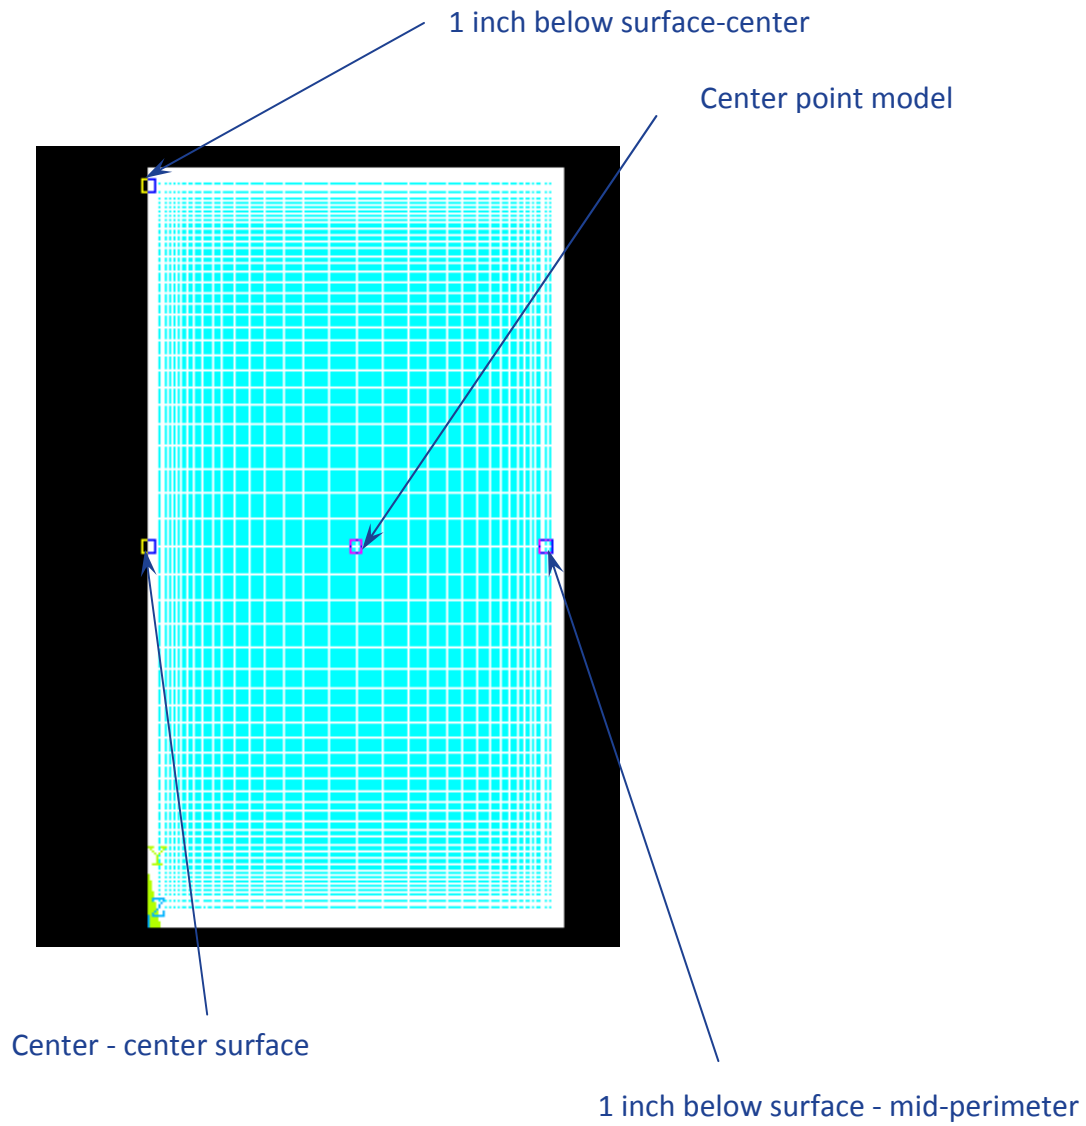 1 inch below surface-center
Center point model
Y
Z
Center - center surface
1 inch below surface - mid-perimeter